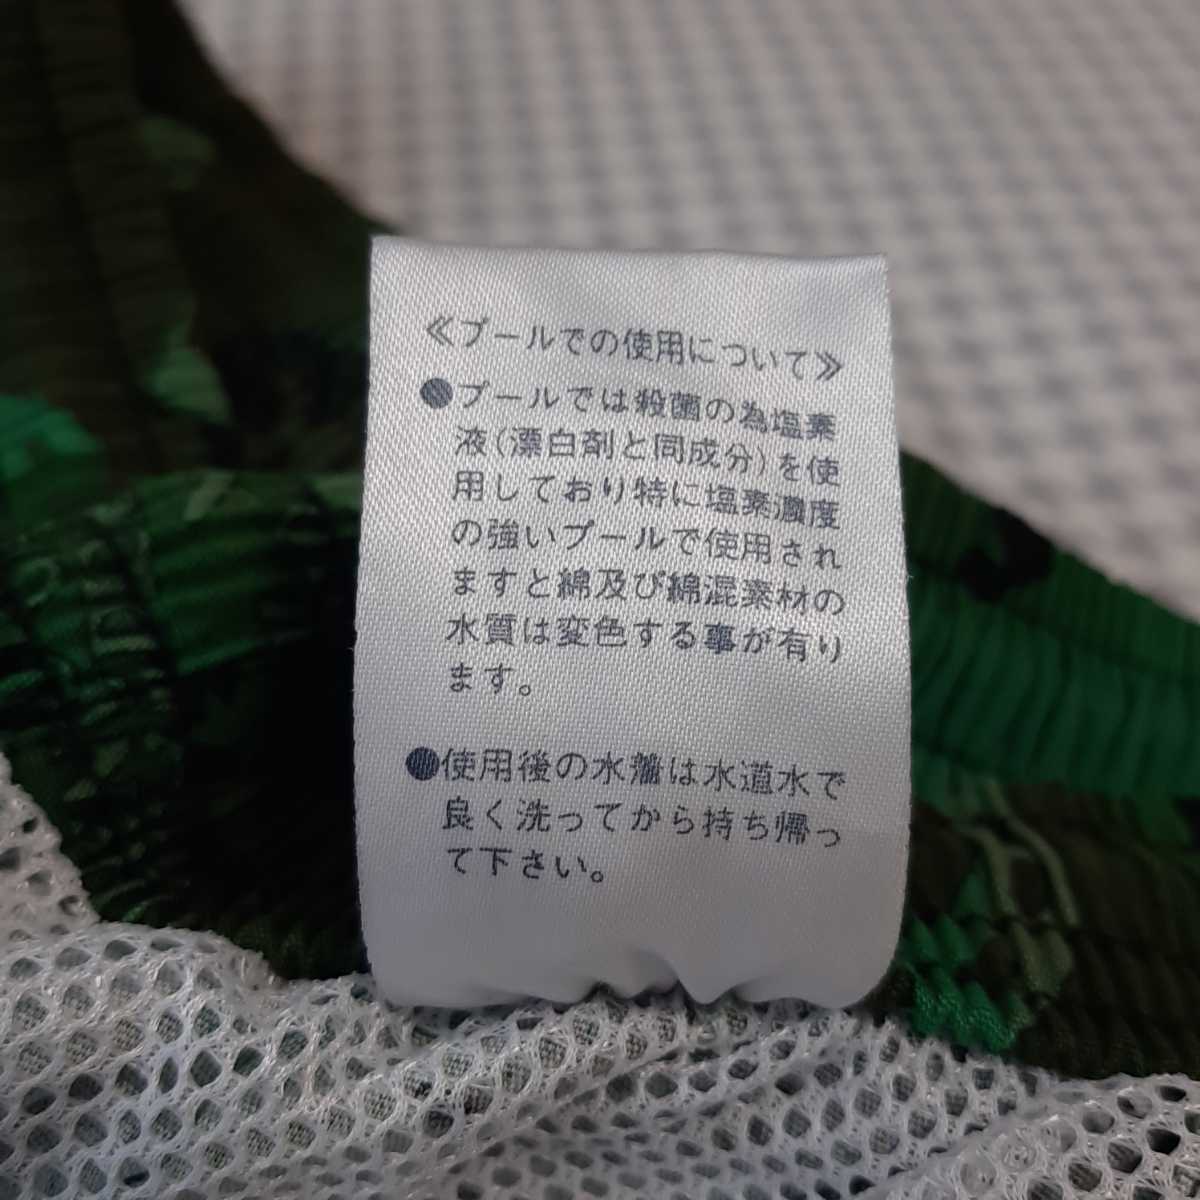 ≪プールでの使用について≫
●プールでは殺菌の為塩素
液(漂白剤と同成分)を使
用しており特に塩素濃度
の強いプールで使用され
ますと綿及び綿混素材の
水質は変色する事が有り
ます。
●使用後の水着は水道水で
良く洗ってから持ち帰っ
て下さい。